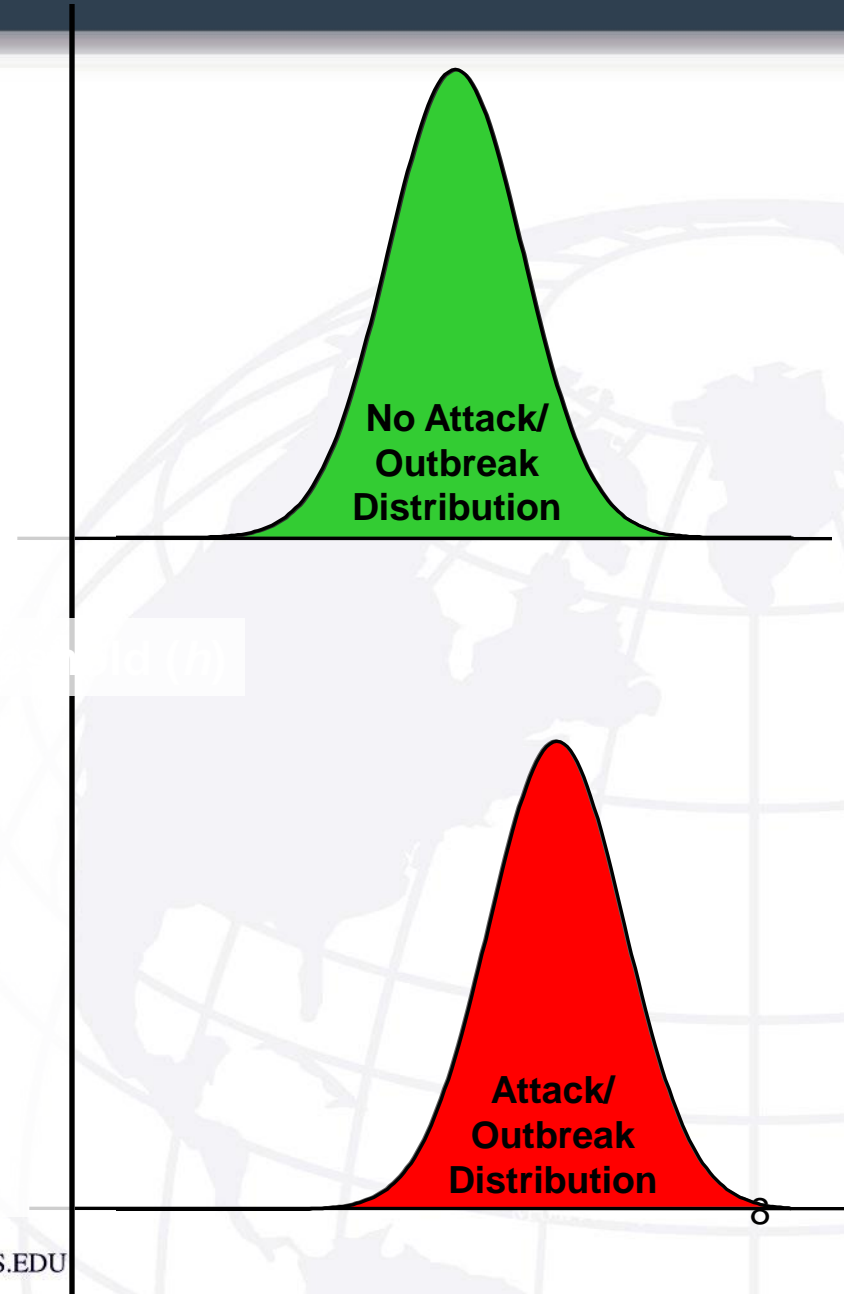 No Attack/
Outbreak
Distribution
(h)
Attack/
Outbreak
Distribution
8
S.EDU